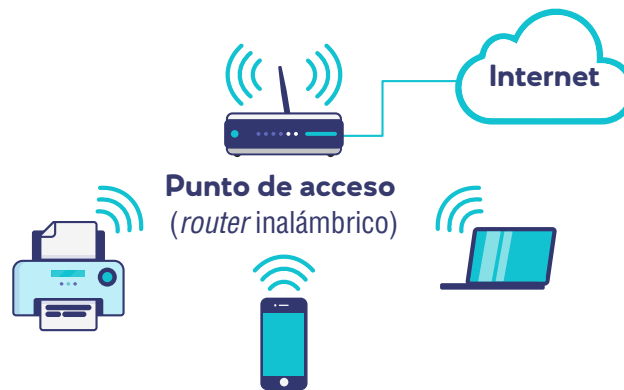 Internet
Punto de acceso
(router inalámbrico)